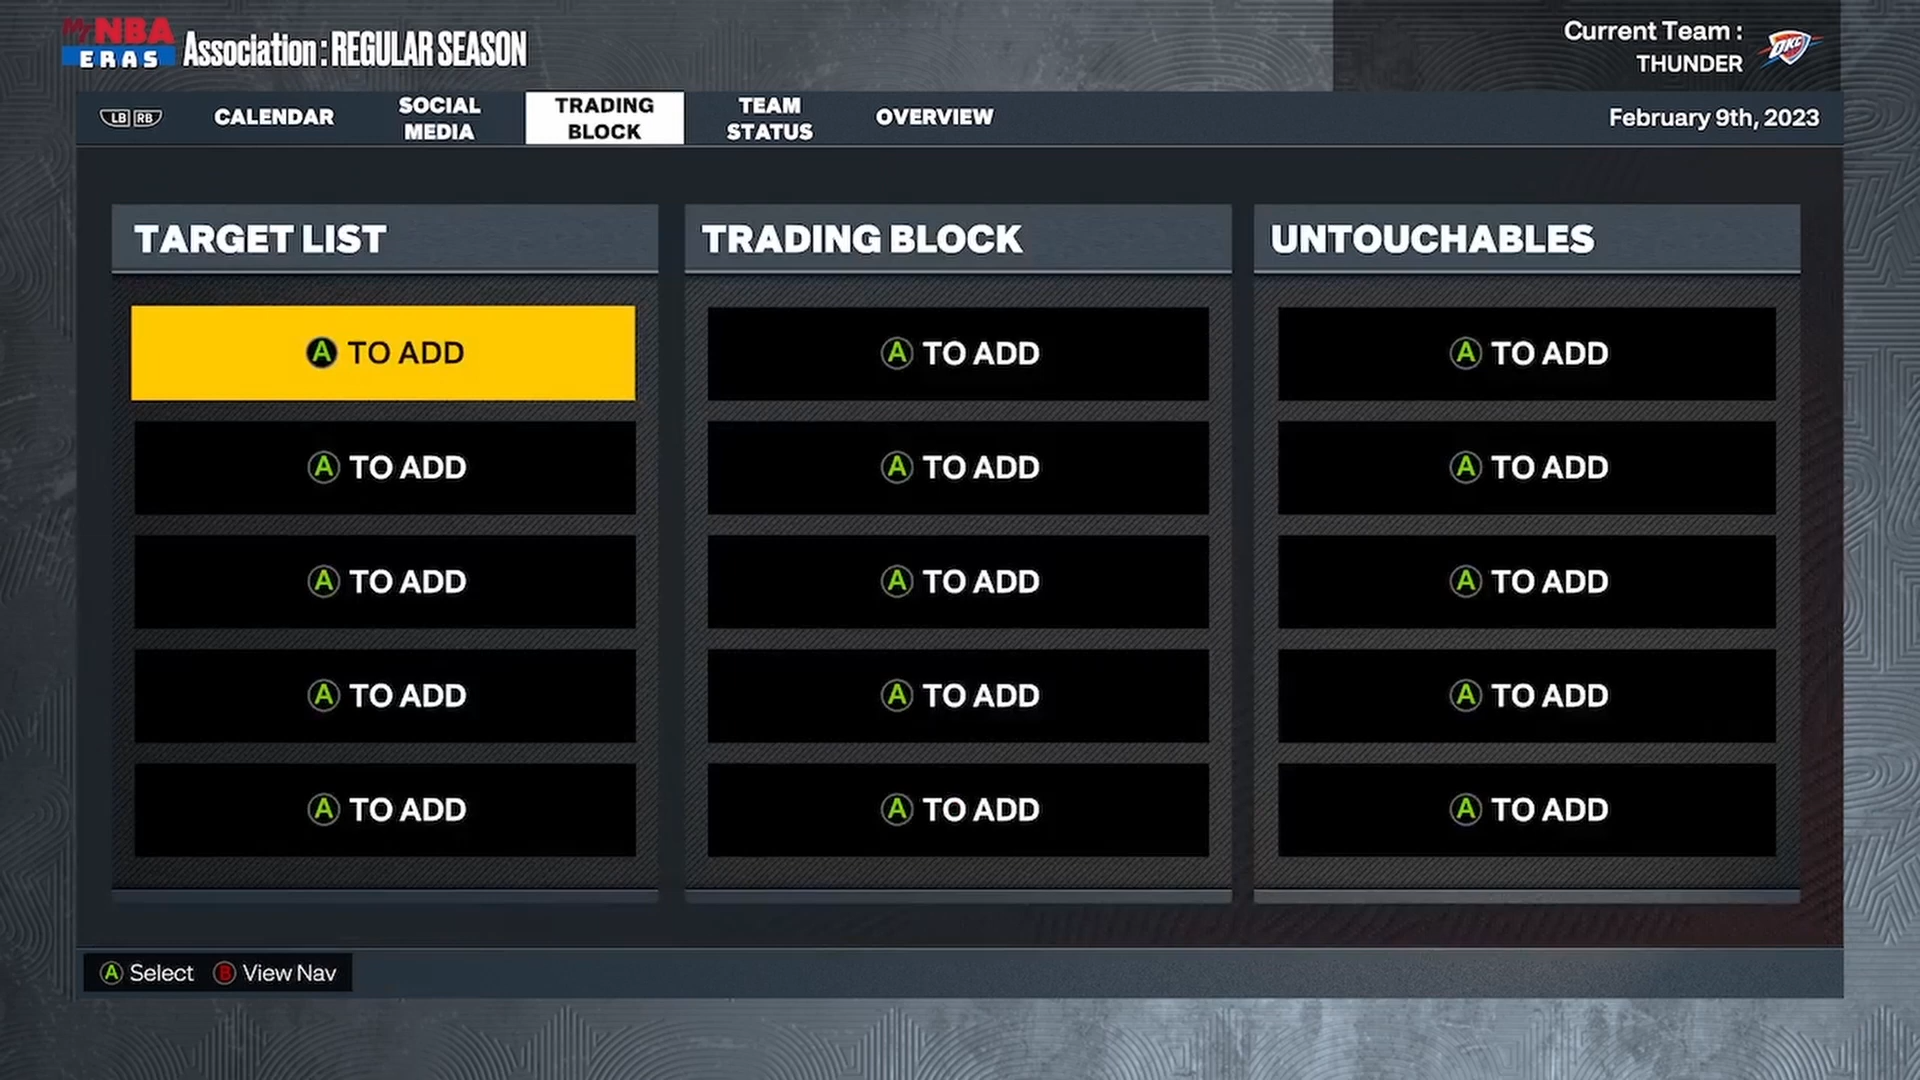 My NBA
ERAS
Association : REGULAR SEASON
Current Team :
THUNDER
OKC
LB RB
CALENDAR
SOCIAL
MEDIA
TRADING
BLOCK
TEAM
STATUS
OVERVIEW
February 9th, 2023
TARGET LIST
A TO ADD
A TO ADD
A TO ADD
A TO ADD
A TO ADD
TRADING BLOCK
A TO ADD
A TO ADD
A TO ADD
A TO ADD
A TO ADD
UNTOUCHABLES
A TO ADD
A TO ADD
A TO ADD
A TO ADD
A TO ADD
A Select B View Nav